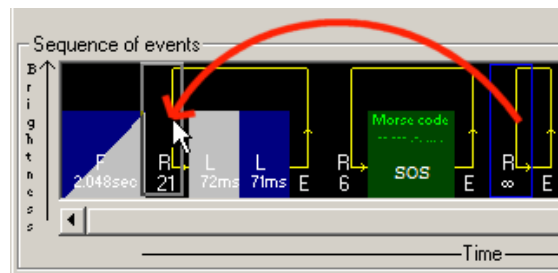 Sequence of events
Brightness
Morse code
F
2.048sec
R
21
L
72ms
L
71ms
E
R
6
SOS
E
R
∞
E
Time